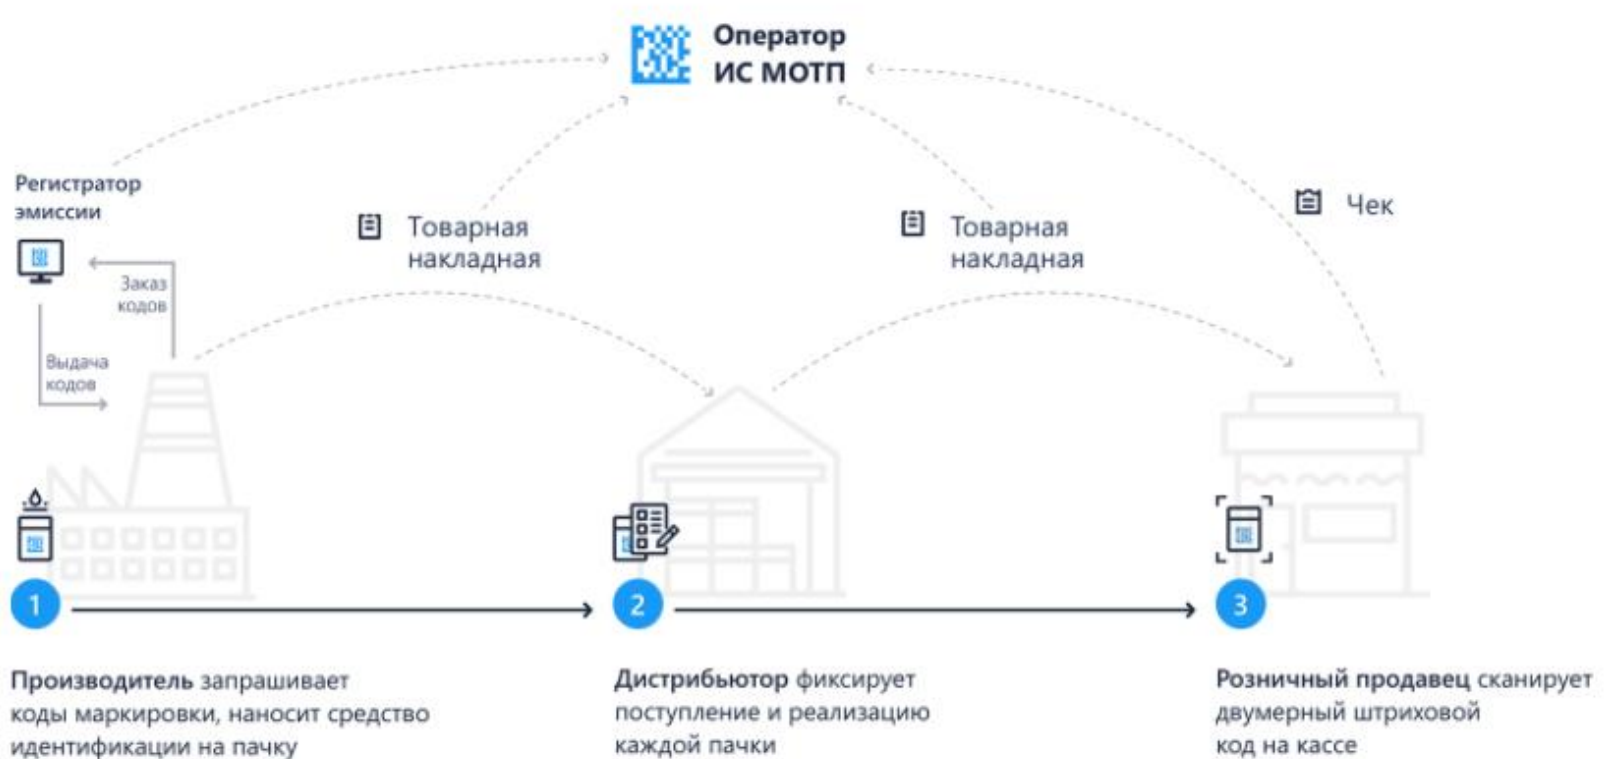 Оператор
ИС МОТП
Регистратор
эмиссии
Товарная
накладная
Товарная
накладная
Чек
Заказ
кодов
Выдача
кодов
1
2
3
Производитель запрашивает
коды маркировки, наносит средство
идентификации на пачку
Дистрибьютор фиксирует
поступление и реализацию
каждой пачки
Розничный продавец сканирует
двумерный штриховой
код на кассе